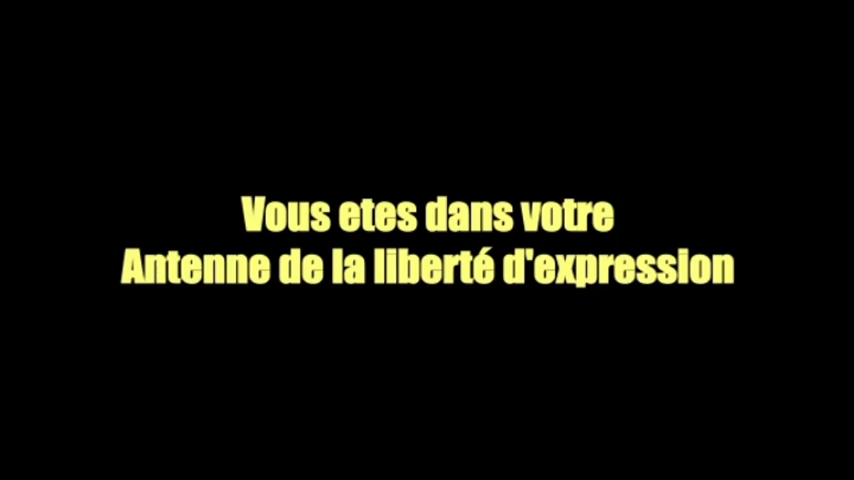 Vous etes dans votre
Antenne de la liberté d'expression